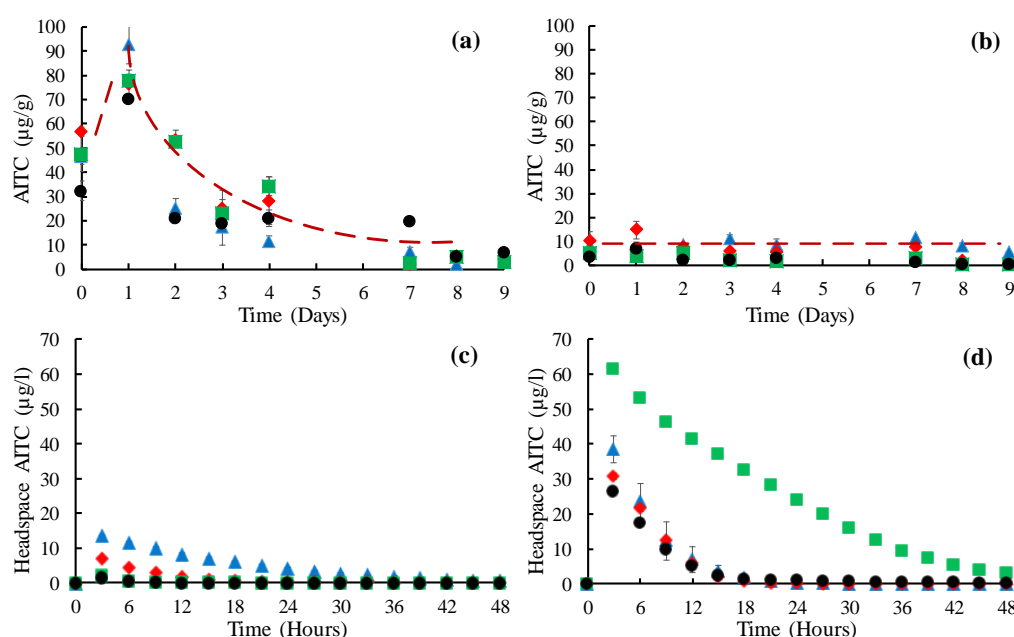 (a)
AITC (µg/g)
100
90
80
70
60
50
40
30
20
10
0
0 1 2 3 4 5 6 7 8 9
Time (Days)
(b)
AITC (µg/g)
100
90
80
70
60
50
40
30
20
10
0
0 1 2 3 4 5 6 7 8 9
Time (Days)
(c)
Headspace AITC (µg/l)
70
60
50
40
30
20
10
0
0 6 12 18 24 30 36 42 48
Time (Hours)
(d)
Headspace AITC (µg/l)
70
60
50
40
30
20
10
0
0 6 12 18 24 30 36 42 48
Time (Hours)